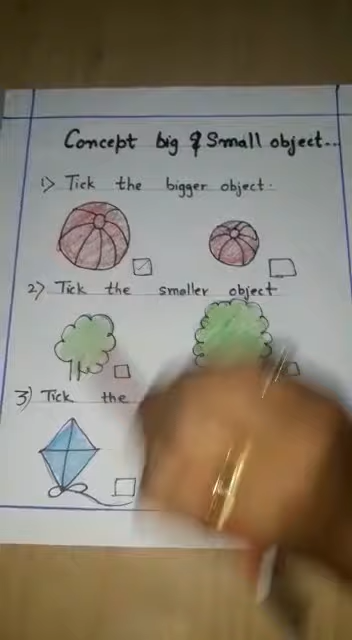 Concept big & Small object...
1) Tick the bigger object.
2) Tick the smaller object
3) Tick the